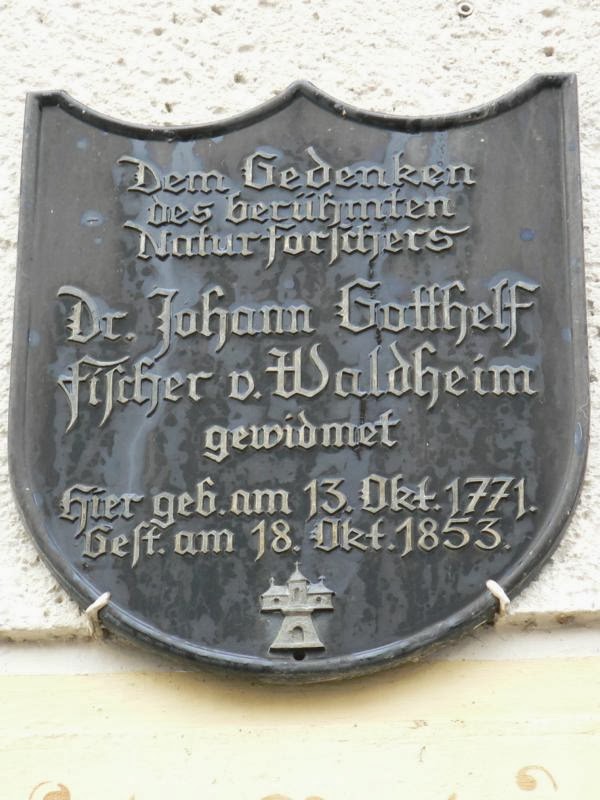 Dem Gedenken
des berühmten
Naturforschers
Dr. Johann Gotthelf
Fischer v. Waldheim
gewidmet
Hier geb. am 13. Okt. 1771.
Gest. am 18. Okt. 1853.